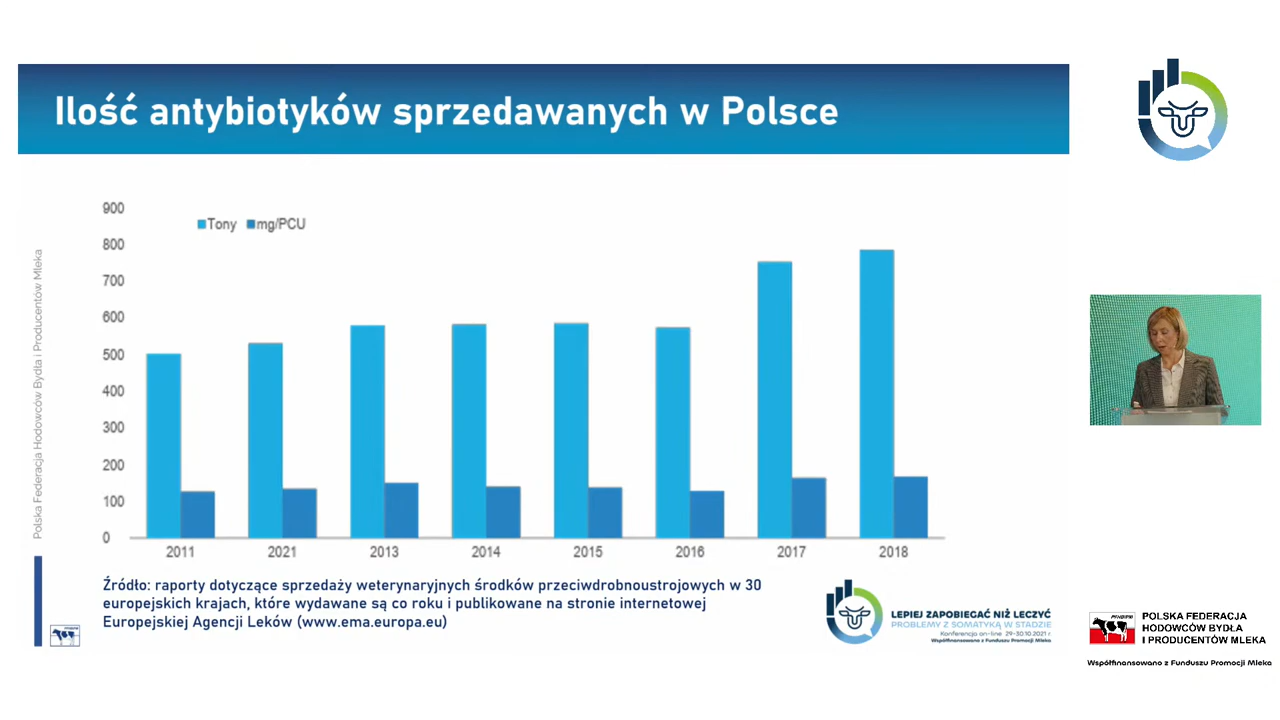 Ilość antybiotyków sprzedawanych w Polsce
Polska Federacja Hodowców Bydła i Producentów Mleka
Tony mg/PCU
900
800
700
600
500
400
300
200
100
0
2011 2021 2013 2014 2015 2016 2017 2018
Źródło: raporty dotyczące sprzedaży weterynaryjnych środków przeciwdrobnoustrojowych w 30
europejskich krajach, które wydawane są co roku i publikowane na stronie internetowej
Europejskiej Agencji Leków (www.ema.europa.eu)
LEPIEJ ZAPOBIEGAĆ NIŻ LECZYĆ
PROBLEMY Z SOMATYKĄ W STADZIE
Konferencja on-line 29-30.10.2021 r.
Współfinansowano z Funduszu Promocji Mleka
POLSKA FEDERACJA
HODOWCÓW BYDŁA
I PRODUCENTÓW MLEKA
Współfinansowano z Funduszu Promocji Mleka